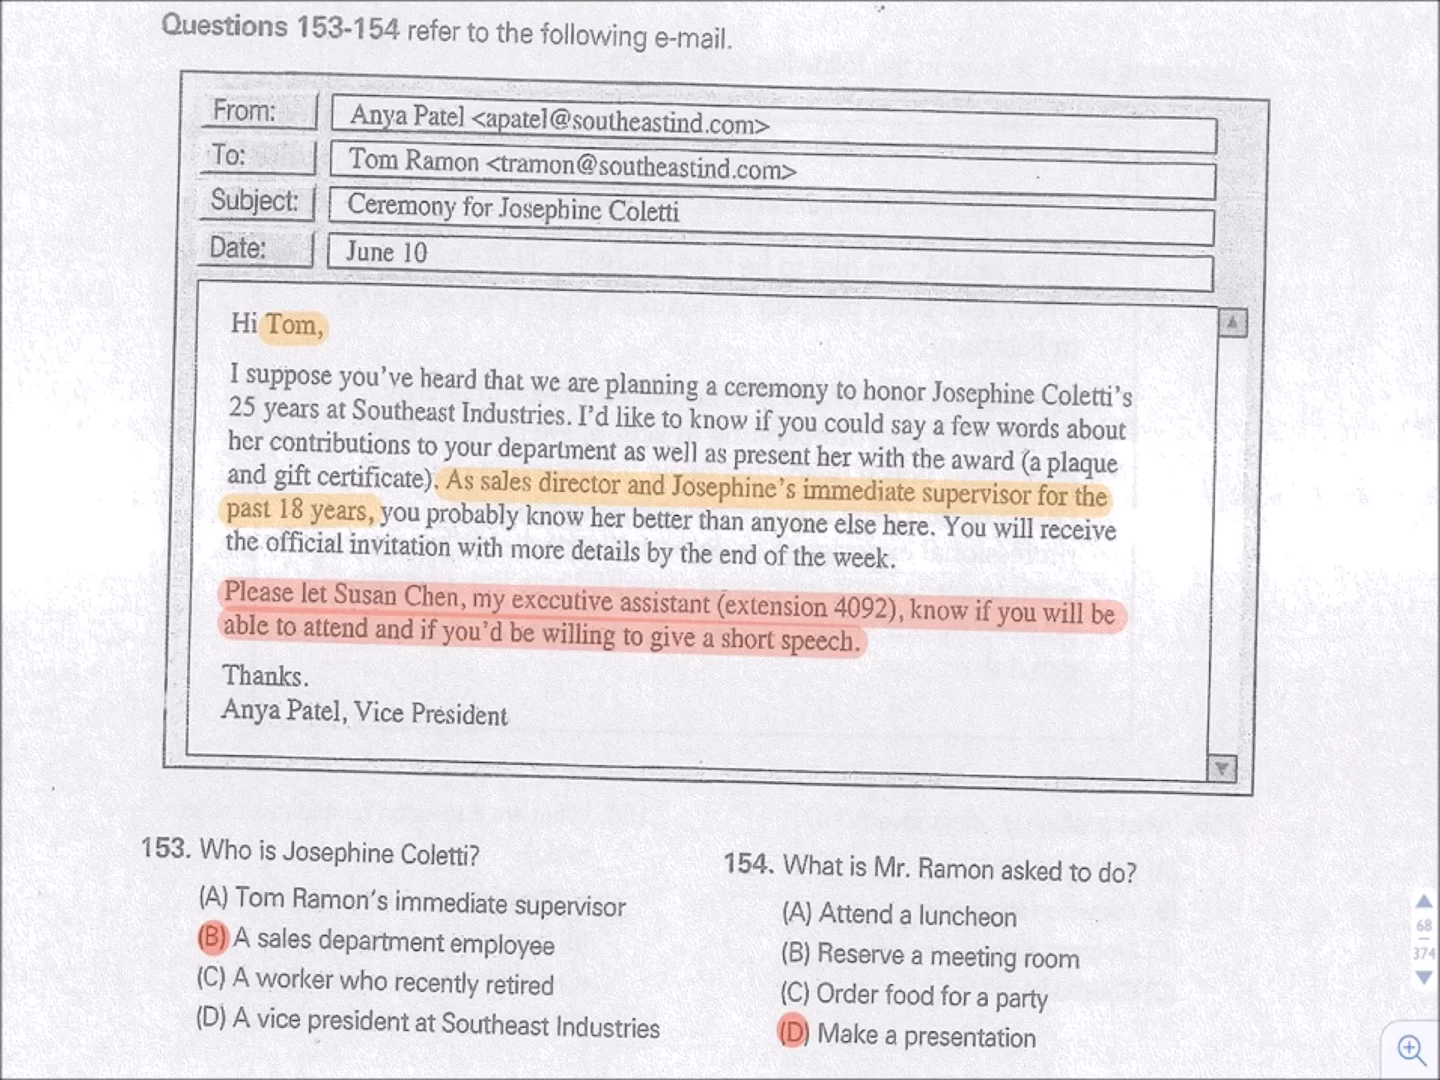 Questions 153-154 refer to the following e-mail.
From: Anya Patel <apatel@southeastind.com>
To: Tom Ramon <tramon@southeastind.com>
Subject: Ceremony for Josephine Coletti
Date: June 10
Hi Tom,
I suppose you've heard that we are planning a ceremony to honor Josephine Coletti's
25 years at Southeast Industries. I'd like to know if you could say a few words about
her contributions to your department as well as present her with the award (a plaque
and gift certificate). As sales director and Josephine's immediate supervisor for the
past 18 years, you probably know her better than anyone else here. You will receive
the official invitation with more details by the end of the week.
Please let Susan Chen, my executive assistant (extension 4092), know if you will be
able to attend and if you'd be willing to give a short speech.
Thanks.
Anya Patel, Vice President
153. Who is Josephine Coletti?
(A) Tom Ramon's immediate supervisor
(B) A sales department employee
(C) A worker who recently retired
(D) A vice president at Southeast Industries
154. What is Mr. Ramon asked to do?
(A) Attend a luncheon
(B) Reserve a meeting room
(C) Order food for a party
(D) Make a presentation
68
374